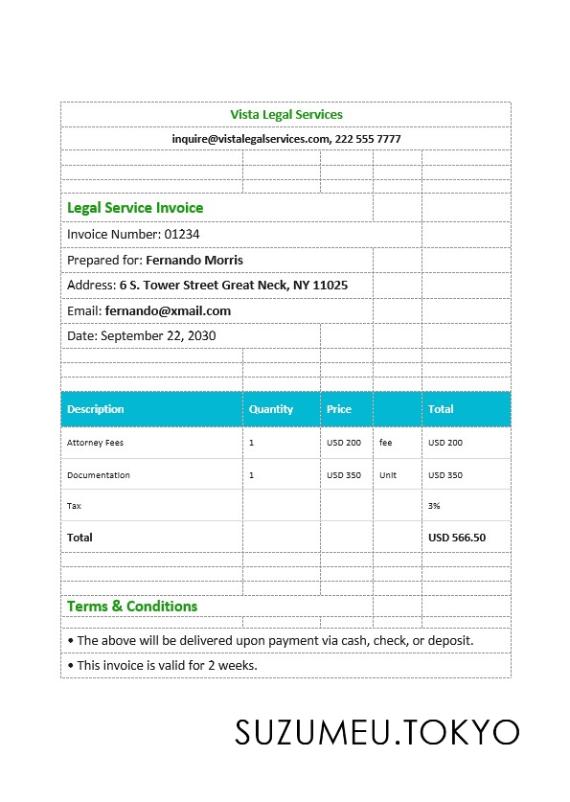 Vista Legal Services
inquire@vistalegalservices.com, 222 555 7777
Legal Service Invoice
Invoice Number: 01234
Prepared for: Fernando Morris
Address: 6 S. Tower Street Great Neck, NY 11025
Email: fernando@xmail.com
Date: September 22, 2030
Description Quantity Price Total
Attorney Fees 1 USD 200 fee USD 200
Documentation 1 USD 350 Unit USD 350
Tax 3%
Total USD 566.50
Terms & Conditions
• The above will be delivered upon payment via cash, check, or deposit.
• This invoice is valid for 2 weeks.
SUZUMEU.TOKYO